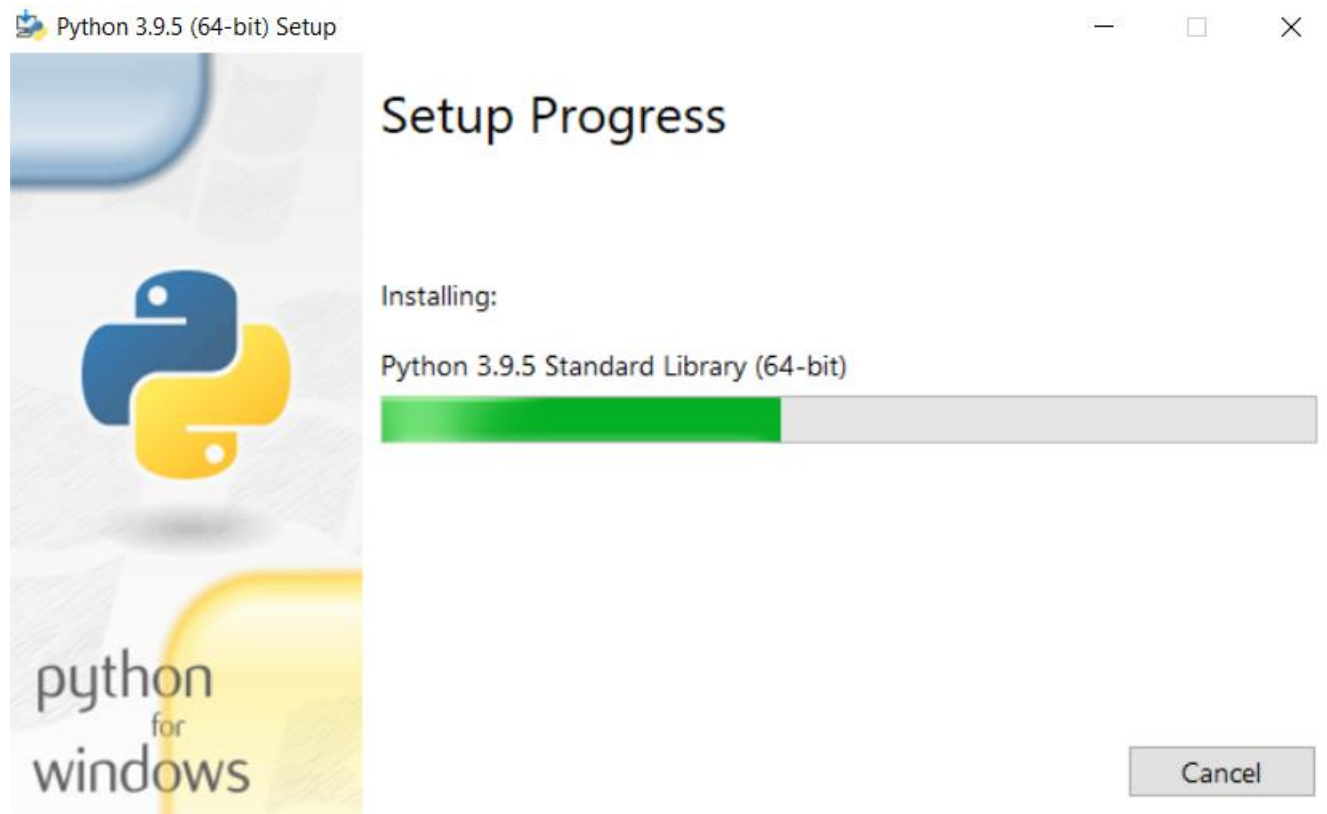 Python 3.9.5 (64-bit) Setup
Setup Progress
Installing:
Python 3.9.5 Standard Library (64-bit)
python
for
windows
Cancel